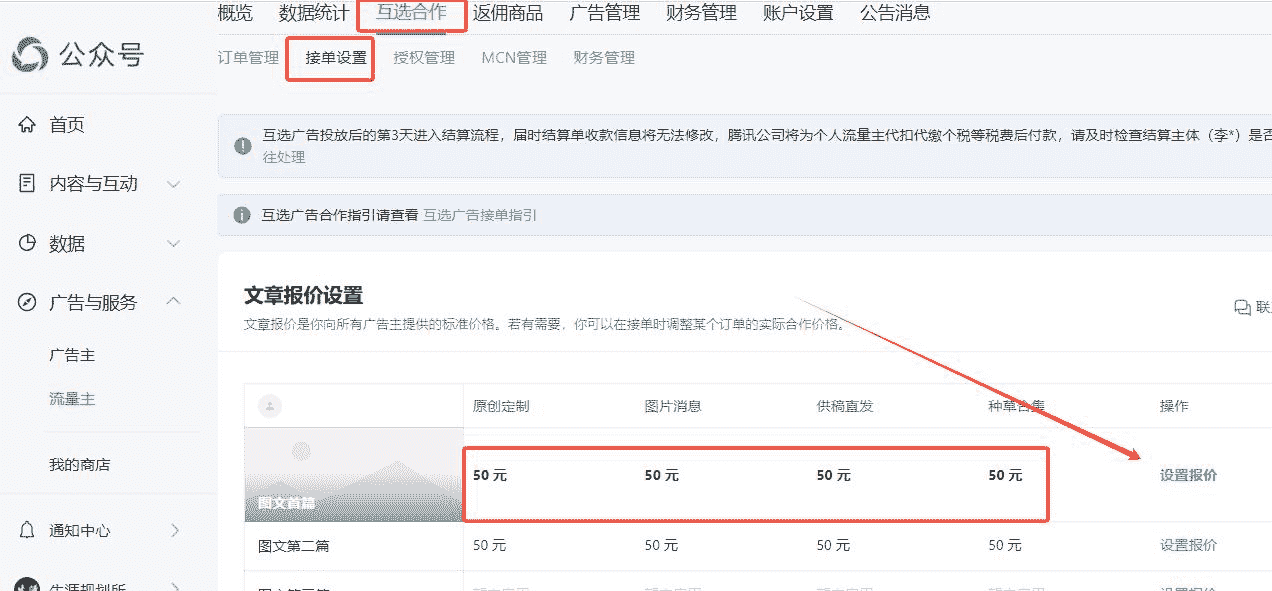 概览 数据统计 互选合作 返佣商品 广告管理 财务管理 账户设置 公告消息
公众号
订单管理 接单设置 授权管理 MCN管理 财务管理
首页
互选广告投放后的第3天进入结算流程，届时结算单收款信息将无法修改，腾讯公司将为个人流量主代扣代缴个税等税费后付款，请及时检查结算主体（李*）是否
往处理
内容与互动
互选广告合作指引请查看 互选广告接单指引
数据
文章报价设置
广告与服务
联
文章报价是你向所有广告主提供的标准价格。若有需要，你可以在接单时调整某个订单的实际合作价格。
广告主
流量主
原创定制 图片消息 供稿直发 种草合集 操作
我的商店
50 元 50 元 50 元 50 元 设置报价
图文首篇
通知中心
图文第二篇 50 元 50 元 50 元 50 元 设置报价
生涯规划所